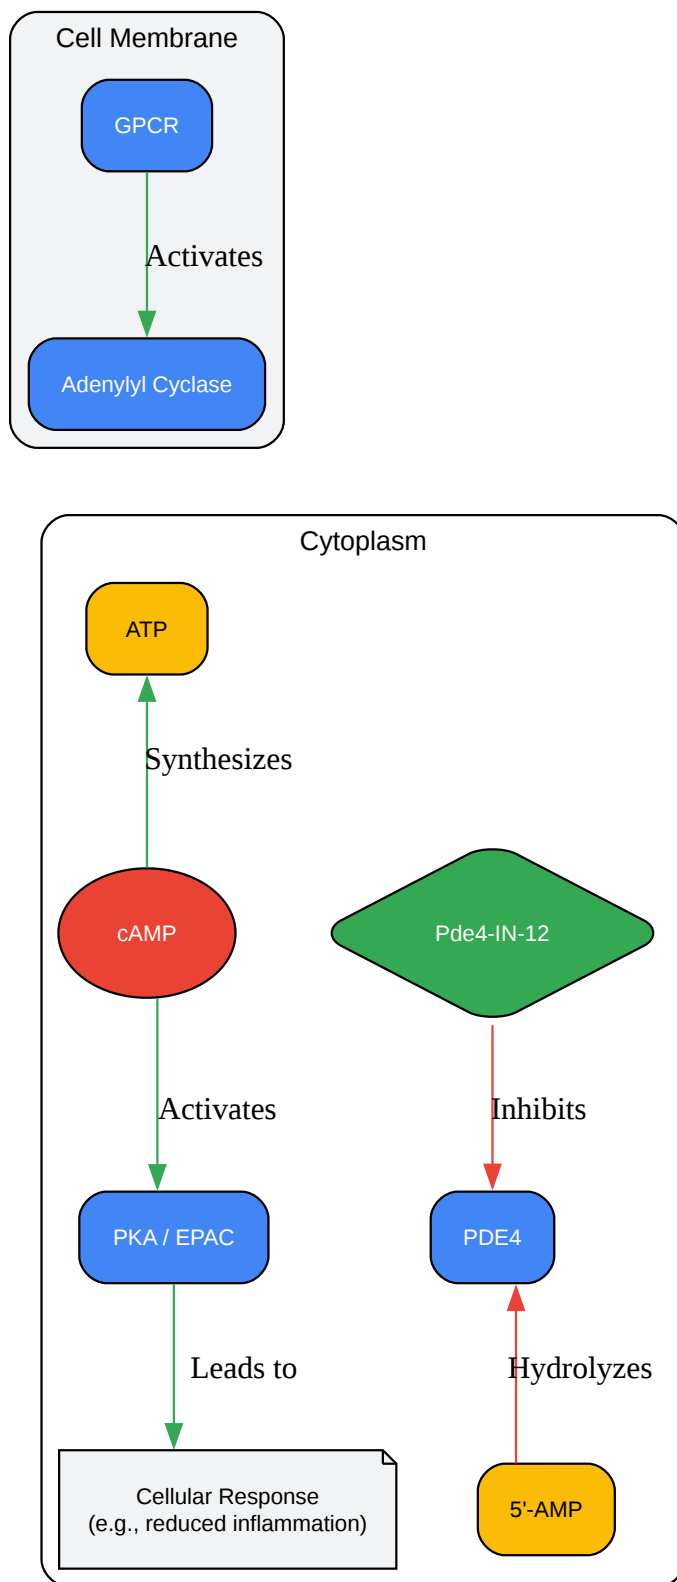 Cell Membrane
GPCR
Activates
Adenylyl Cyclase
Cytoplasm
ATP
Synthesizes
cAMP
Pde4-IN-12
Activates
Inhibits
PKA / EPAC
PDE4
Leads to
Hydrolyzes
Cellular Response
(e.g., reduced inflammation)
5'-AMP